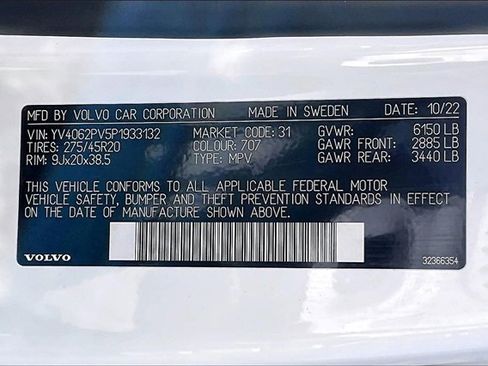 MFD BY VOLVO CAR CORPORATION MADE IN SWEDEN DATE: 10/22
VIN: YV4062PV5P1933132 MARKET CODE: 31 GVWR: 6150 LB
TIRES: 275/45R20 COLOUR: 707 GAWR FRONT: 2885 LB
RIM: 9Jx20x38.5 TYPE: MPV GAWR REAR: 3440 LB
THIS VEHICLE CONFORMS TO ALL APPLICABLE FEDERAL MOTOR
VEHICLE SAFETY, BUMPER AND THEFT PREVENTION STANDARDS IN EFFECT
ON THE DATE OF MANUFACTURE SHOWN ABOVE.
VOLVO 32366354